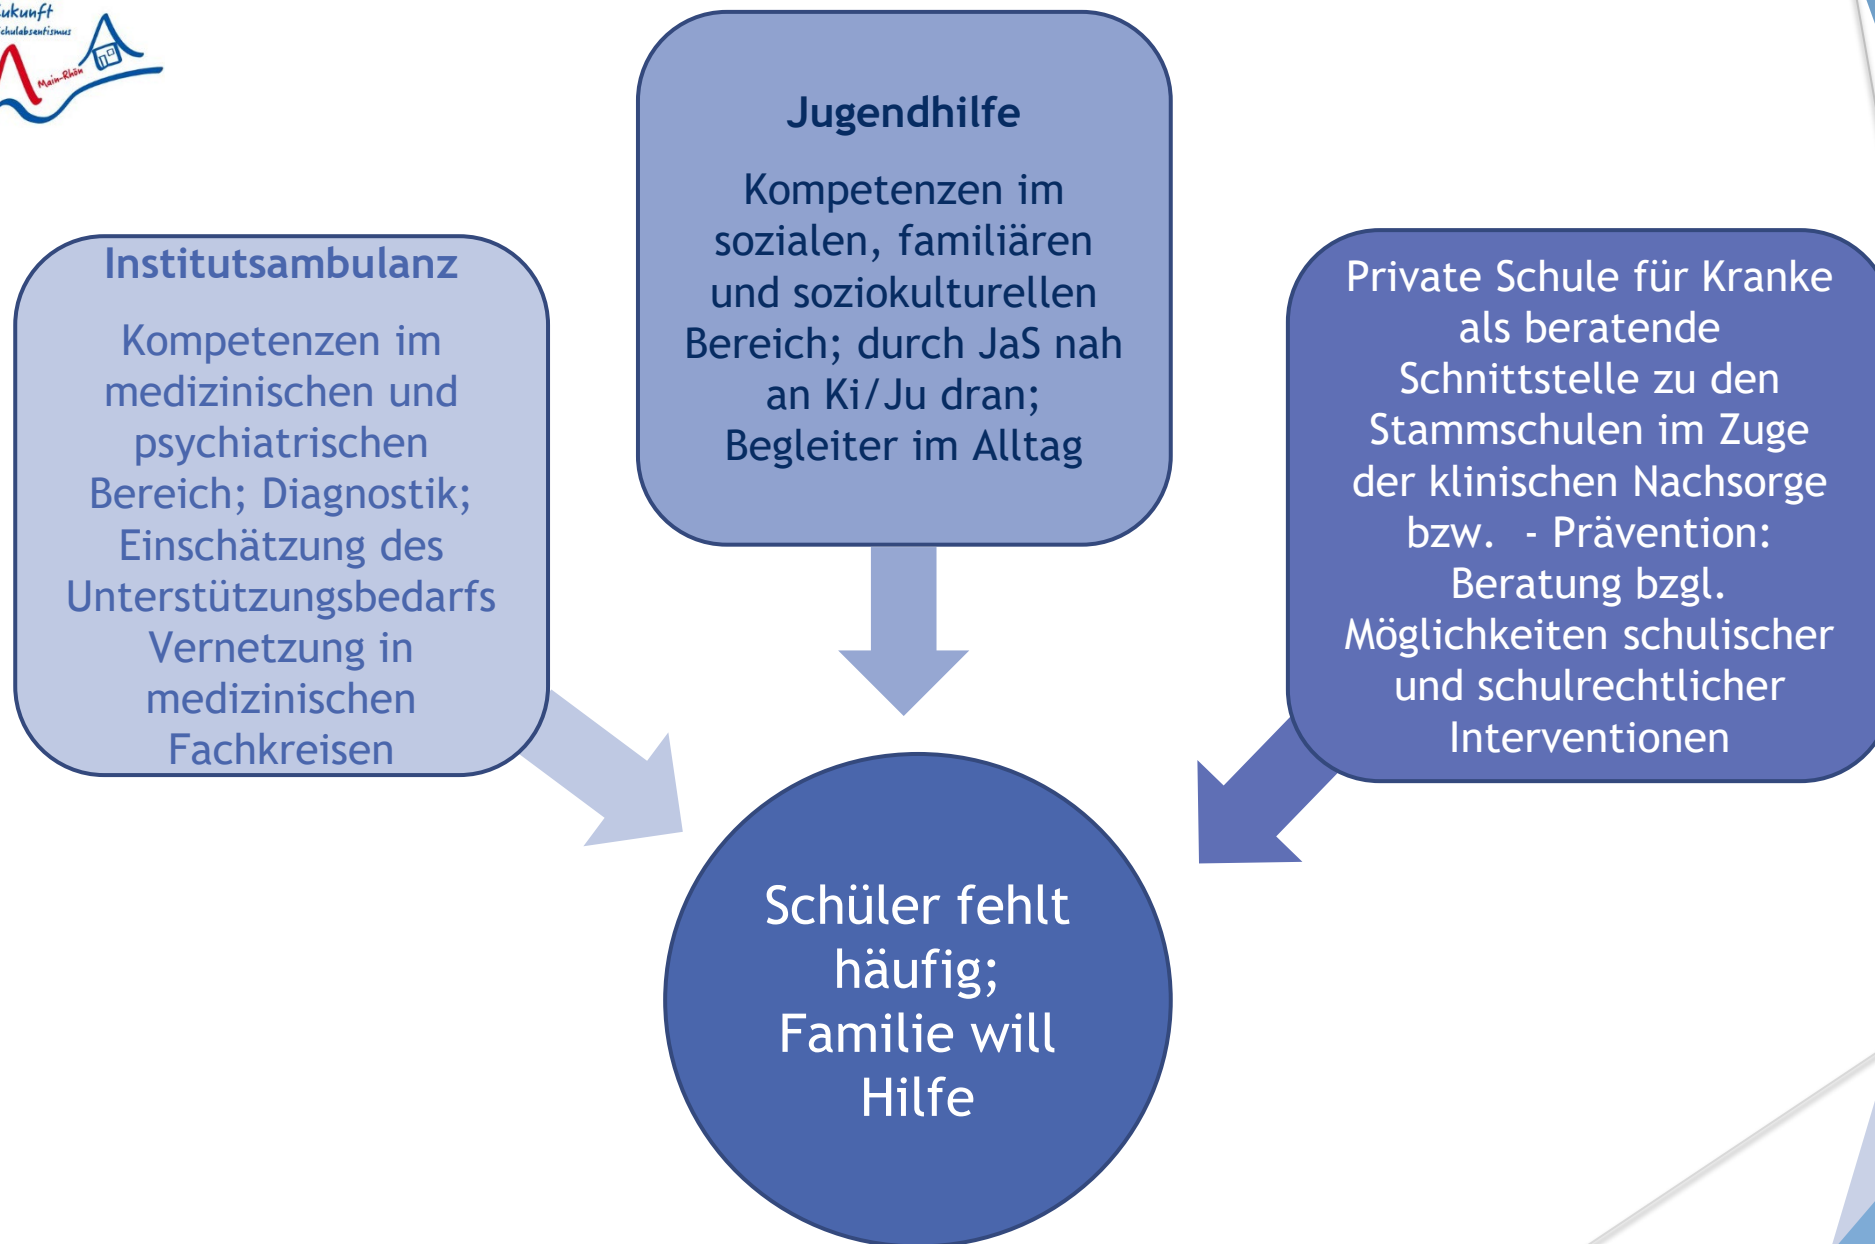 Schulabsentismus
Main-Rhön
Jugendhilfe
Kompetenzen im
sozialen, familiären
und soziokulturellen
Bereich; durch JaS nah
an Ki/Ju dran;
Begleiter im Alltag
Institutsambulanz
Kompetenzen im
medizinischen und
psychiatrischen
Bereich; Diagnostik;
Einschätzung des
Unterstützungsbedarfs
Vernetzung in
medizinischen
Fachkreisen
Private Schule für Kranke
als beratende
Schnittstelle zu den
Stammschulen im Zuge
der klinischen Nachsorge
bzw.  - Prävention:
Beratung bzgl.
Möglichkeiten schulischer
und schulrechtlicher
Interventionen
Schüler fehlt
häufig;
Familie will
Hilfe